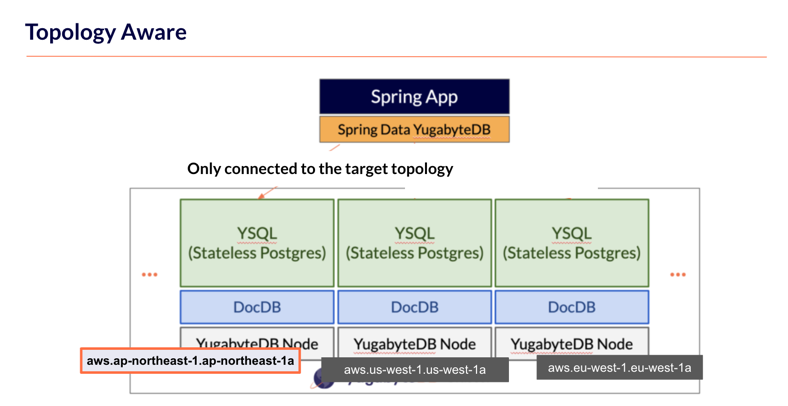 Topology Aware
Spring App
Spring Data YugabyteDB
Only connected to the target topology
... YSQL YSQL YSQL ...
(Stateless Postgres) (Stateless Postgres) (Stateless Postgres)
DocDB DocDB DocDB
YugabyteDB Node YugabyteDB Node YugabyteDB Node
aws.ap-northeast-1.ap-northeast-1a aws.us-west-1.us-west-1a aws.eu-west-1.eu-west-1a